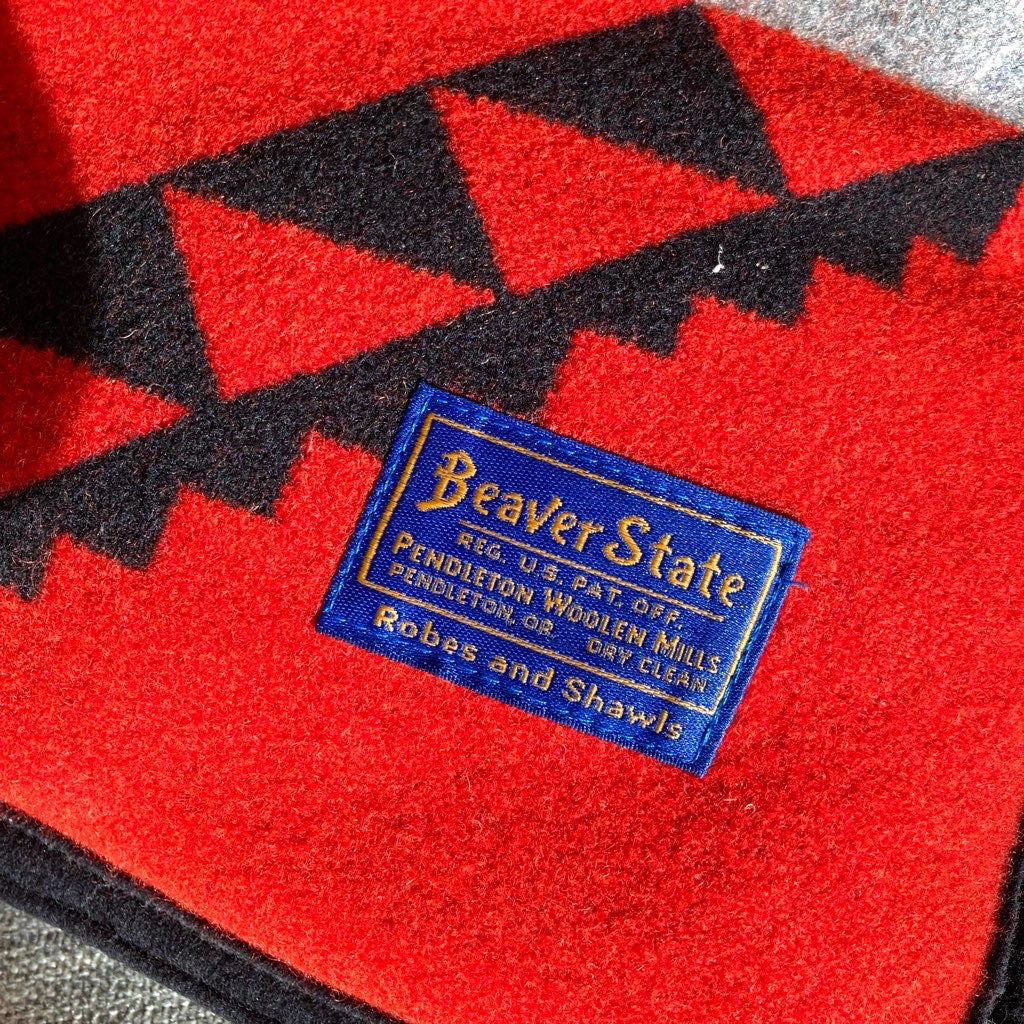 Beaver State
REG. U.S. PAT. OFF.
PENDLETON WOOLEN MILLS
PENDLETON, OR DRY CLEAN
Robes and Shawls